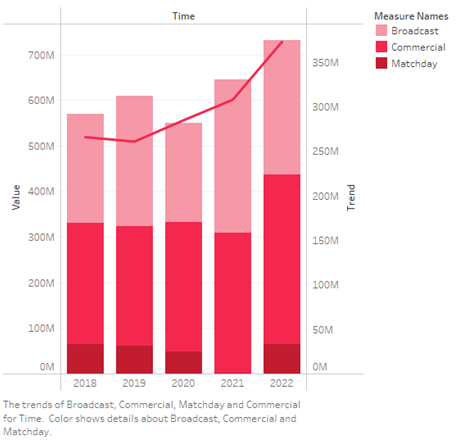 Time
Measure Names
Broadcast
Commercial
Matchday
700M
600M
500M
400M
300M
200M
100M
0M
Value
350M
300M
250M
200M
150M
100M
50M
0M
Trend
2018 2019 2020 2021 2022
The trends of Broadcast, Commercial, Matchday and Commercial
for Time. Color shows details about Broadcast, Commercial and
Matchday.